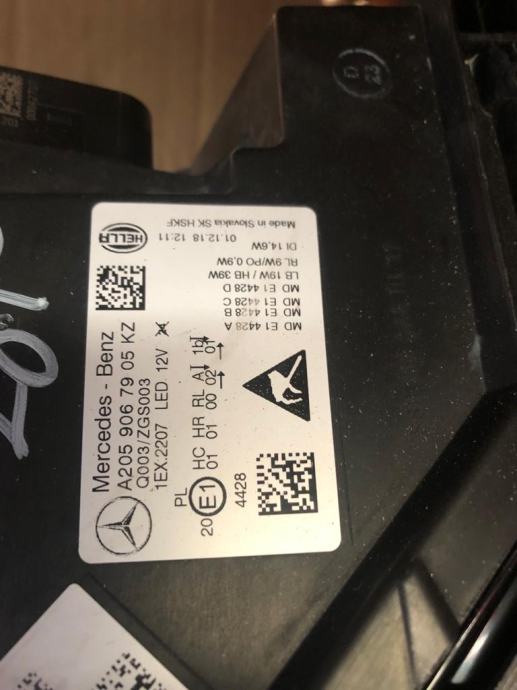 Mercedes - Benz
A205 906 79 05 KZ
Q003/ZGS003
1EX.2207 LED 12V
PL
HC HR RL A 1b
20 E1 01 01 00 02 01
4428
HELLA
01.12.18 12:11
Made in Slovakia SK HSKF
MD E1 4428 A
MD E1 4428 B
MD E1 4428 C
MD E1 4428 D
LB 19W / HB 39W
RL 9W/PO 0,9W
DI 14,6W
D
23